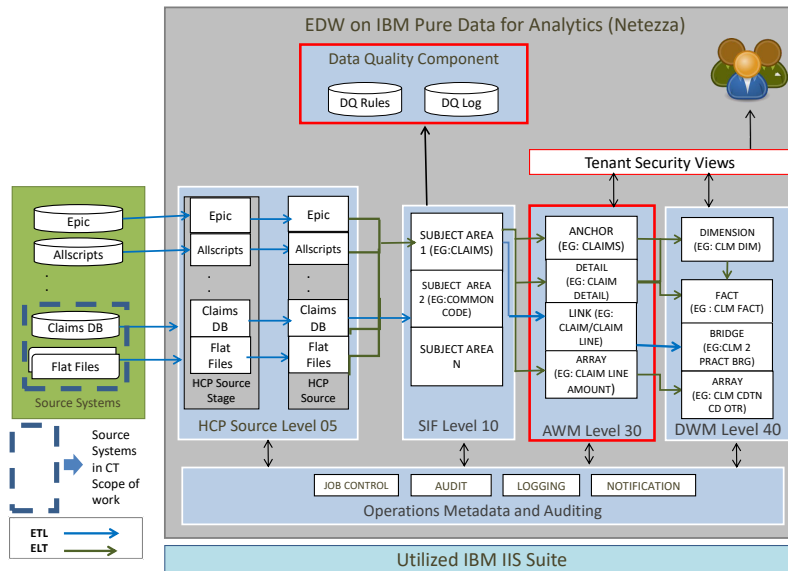 EDW on IBM Pure Data for Analytics (Netezza)
Data Quality Component
DQ Rules
DQ Log
Tenant Security Views
Epic
Allscripts
.
.
Claims DB
Flat Files
Source Systems
Epic
Allscripts
.
.
Claims
DB
Flat
Files
HCP Source
Stage
Epic
Allscripts
.
.
Claims
DB
Flat
Files
HCP
Source
HCP Source Level 05
SUBJECT AREA
1 (EG:CLAIMS)
SUBJECT AREA
2 (EG:COMMON
CODE)
SUBJECT AREA
N
SIF Level 10
ANCHOR
(EG: CLAIMS)
DETAIL
(EG: CLAIM
DETAIL)
LINK (EG:
CLAIM/CLAIM
LINE)
ARRAY
(EG: CLAIM LINE
AMOUNT)
AWM Level 30
DIMENSION
(EG: CLM DIM)
FACT
(EG : CLM FACT)
BRIDGE
(EG:CLM 2
PRACT BRG)
ARRAY
(EG: CLM CDTN
CD OTR)
DWM Level 40
Source
Systems
in CT
Scope of
work
JOB CONTROL
AUDIT
LOGGING
NOTIFICATION
Operations Metadata and Auditing
ETL
ELT
Utilized IBM IIS Suite